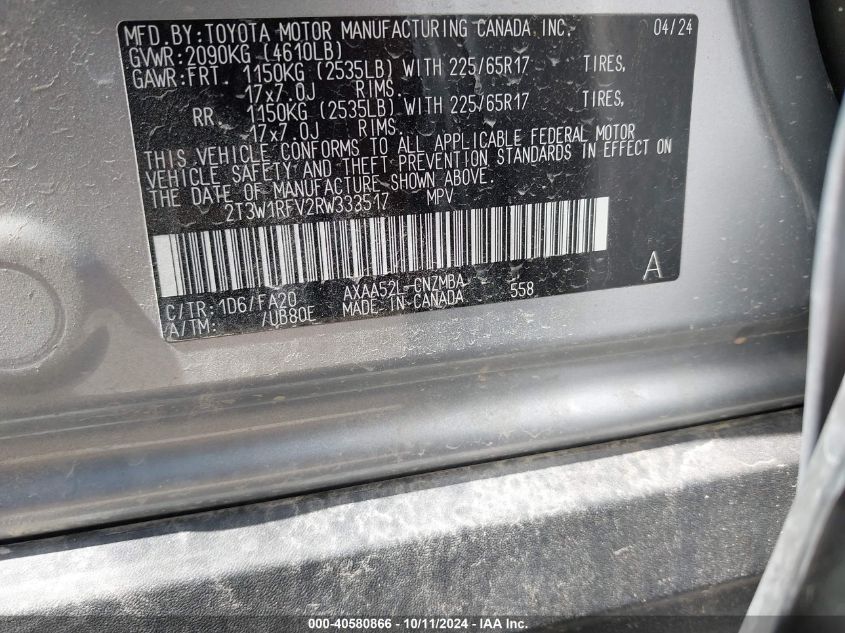 MFD. BY: TOYOTA MOTOR MANUFACTURING CANADA INC. 04/24
GVWR: 2090KG (4610LB)
GAWR: FRT. 1150KG (2535LB) WITH 225/65R17 TIRES,
17x7.0J RIMS.
RR. 1150KG (2535LB) WITH 225/65R17 TIRES,
17x7.0J RIMS.
THIS VEHICLE CONFORMS TO ALL APPLICABLE FEDERAL MOTOR
VEHICLE SAFETY AND THEFT PREVENTION STANDARDS IN EFFECT ON
THE DATE OF MANUFACTURE SHOWN ABOVE.
2T3W1RFV2RW333517 MPV
C/TR: 1D6/FA20 AXAA52L-CNZMBA A
A/TM: /UB80E MADE IN CANADA 558
000-40580866 - 10/11/2024 - IAAI.com.